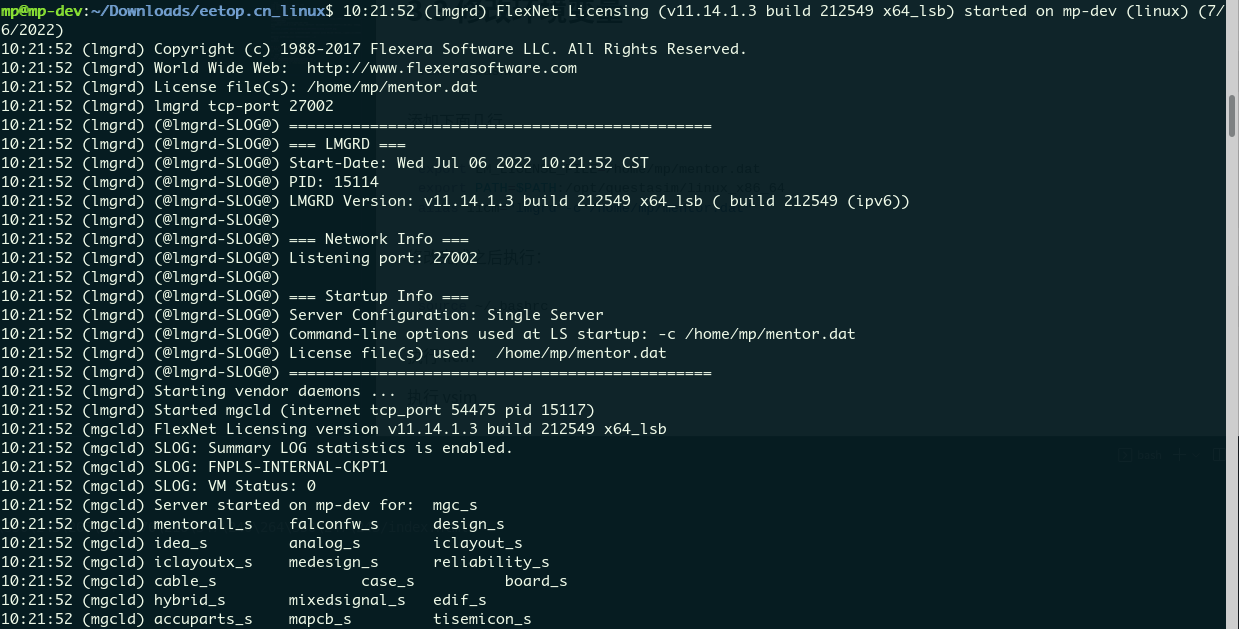 mp@mp-dev:~/Downloads/eetop.cn_linux$ 10:21:52 (lmgrd) FlexNet Licensing (v11.14.1.3 build 212549 x64_lsb) started on mp-dev (linux) (7/
6/2022)
10:21:52 (lmgrd) Copyright (c) 1988-2017 Flexera Software LLC. All Rights Reserved.
10:21:52 (lmgrd) World Wide Web:  http://www.flexerasoftware.com
10:21:52 (lmgrd) License file(s): /home/mp/mentor.dat
10:21:52 (lmgrd) lmgrd tcp-port 27002
10:21:52 (lmgrd) (@lmgrd-SLOG@) ===============================================
10:21:52 (lmgrd) (@lmgrd-SLOG@) === LMGRD ===
10:21:52 (lmgrd) (@lmgrd-SLOG@) Start-Date: Wed Jul 06 2022 10:21:52 CST
10:21:52 (lmgrd) (@lmgrd-SLOG@) PID: 15114
10:21:52 (lmgrd) (@lmgrd-SLOG@) LMGRD Version: v11.14.1.3 build 212549 x64_lsb ( build 212549 (ipv6))
10:21:52 (lmgrd) (@lmgrd-SLOG@)
10:21:52 (lmgrd) (@lmgrd-SLOG@) === Network Info ===
10:21:52 (lmgrd) (@lmgrd-SLOG@) Listening port: 27002
10:21:52 (lmgrd) (@lmgrd-SLOG@)
10:21:52 (lmgrd) (@lmgrd-SLOG@) === Startup Info ===
10:21:52 (lmgrd) (@lmgrd-SLOG@) Server Configuration: Single Server
10:21:52 (lmgrd) (@lmgrd-SLOG@) Command-line options used at LS startup: -c /home/mp/mentor.dat
10:21:52 (lmgrd) (@lmgrd-SLOG@) License file(s) used:  /home/mp/mentor.dat
10:21:52 (lmgrd) (@lmgrd-SLOG@) ===============================================
10:21:52 (lmgrd) Starting vendor daemons ...
10:21:52 (lmgrd) Started mgcld (internet tcp_port 54475 pid 15117)
10:21:52 (mgcld) FlexNet Licensing version v11.14.1.3 build 212549 x64_lsb
10:21:52 (mgcld) SLOG: Summary LOG statistics is enabled.
10:21:52 (mgcld) SLOG: FNPLS-INTERNAL-CKPT1
10:21:52 (mgcld) SLOG: VM Status: 0
10:21:52 (mgcld) Server started on mp-dev for:  mgc_s
10:21:52 (mgcld) mentorall_s    falconfw_s      design_s
10:21:52 (mgcld) idea_s         analog_s        iclayout_s
10:21:52 (mgcld) iclayoutx_s    medesign_s      reliability_s
10:21:52 (mgcld) cable_s                case_s          board_s
10:21:52 (mgcld) hybrid_s       mixedsignal_s   edif_s
10:21:52 (mgcld) accuparts_s    mapcb_s         tisemicon_s